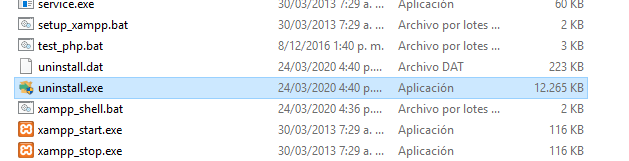 service.exe 30/03/2013 7:29 a. m. Aplicación 60 KB
setup_xampp.bat 30/03/2013 7:29 a. ... Archivo por lotes ... 2 KB
test_php.bat 8/12/2016 1:40 p. m. Archivo por lotes ... 3 KB
uninstall.dat 24/03/2020 4:40 p.... Archivo DAT 223 KB
uninstall.exe 24/03/2020 4:40 p.... Aplicación 12.265 KB
xampp_shell.bat 24/03/2020 4:36 p.... Archivo por lotes ... 2 KB
xampp_start.exe 30/03/2013 7:29 a. ... Aplicación 116 KB
xampp_stop.exe 30/03/2013 7:29 a. ... Aplicación 116 KB